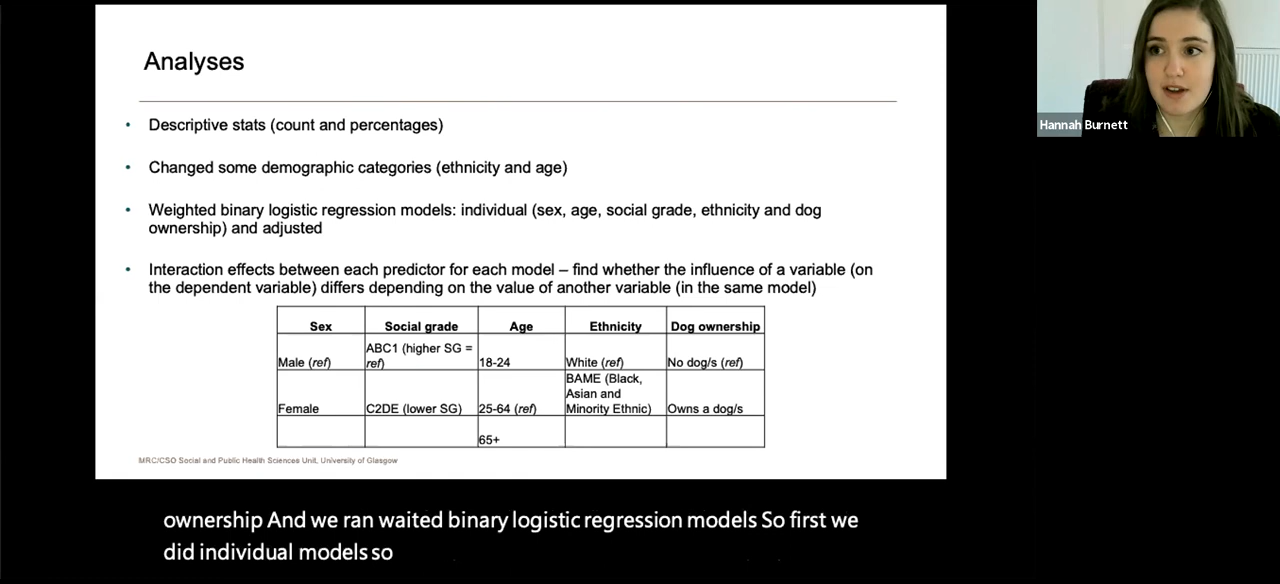 Analyses
• Descriptive stats (count and percentages)
• Changed some demographic categories (ethnicity and age)
• Weighted binary logistic regression models: individual (sex, age, social grade, ethnicity and dog
ownership) and adjusted
• Interaction effects between each predictor for each model – find whether the influence of a variable (on
the dependent variable) differs depending on the value of another variable (in the same model)
Sex Social grade Age Ethnicity Dog ownership
Male (ref) ABC1 (higher SG =
ref) 18-24 White (ref) No dog/s (ref)
Female C2DE (lower SG) 25-64 (ref) BAME (Black,
Asian and
Minority Ethnic) Owns a dog/s
65+
MRC/CSO Social and Public Health Sciences Unit, University of Glasgow
Hannah Burnett
ownership And we ran waited binary logistic regression models So first we
did individual models so